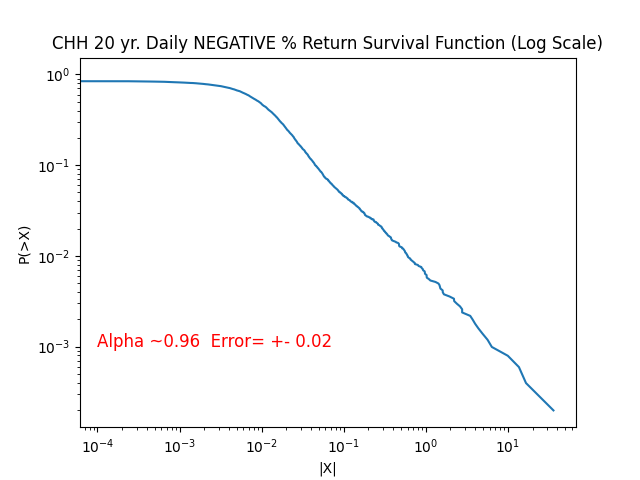 CHH 20 yr. Daily NEGATIVE % Return Survival Function (Log Scale)
10⁰
10⁻¹
10⁻²
10⁻³
P(>X)
Alpha ~0.96  Error= +- 0.02
10⁻⁴ 10⁻³ 10⁻² 10⁻¹ 10⁰ 10¹
|X|